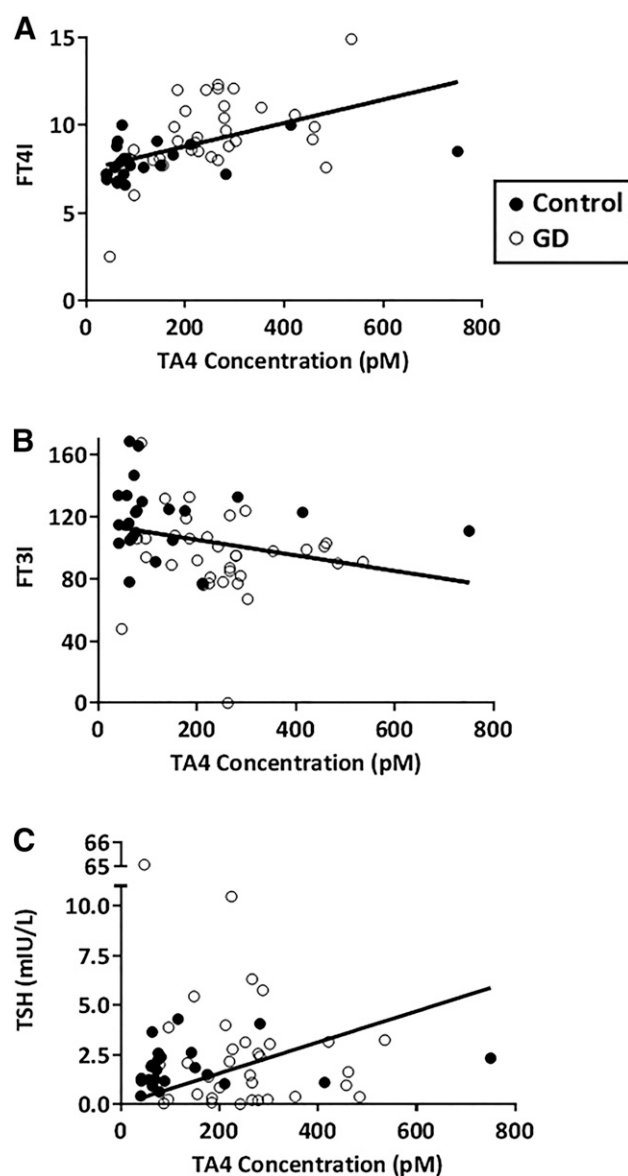 A
15
10
5
0
FT4I
0 200 400 600 800
TA4 Concentration (pM)
Control
GD
B
160
120
80
40
0
FT3I
0 200 400 600 800
TA4 Concentration (pM)
C
66
65
10.0
7.5
5.0
2.5
0.0
TSH (mIU/L)
0 200 400 600 800
TA4 Concentration (pM)